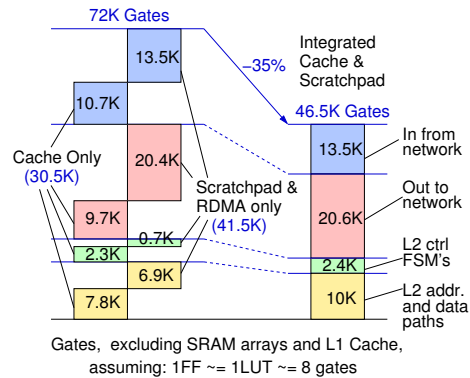 72K Gates
13.5K
Integrated
Cache &
Scratchpad
−35%
10.7K
46.5K Gates
In from
network
13.5K
Cache Only
(30.5K)
20.4K
Scratchpad &
RDMA only
(41.5K)
Out to
network
20.6K
9.7K
0.7K
2.3K
L2 ctrl
FSM's
2.4K
6.9K
7.8K
10K
L2 addr.
and data
paths
Gates, excluding SRAM arrays and L1 Cache,
assuming: 1FF ~= 1LUT ~= 8 gates